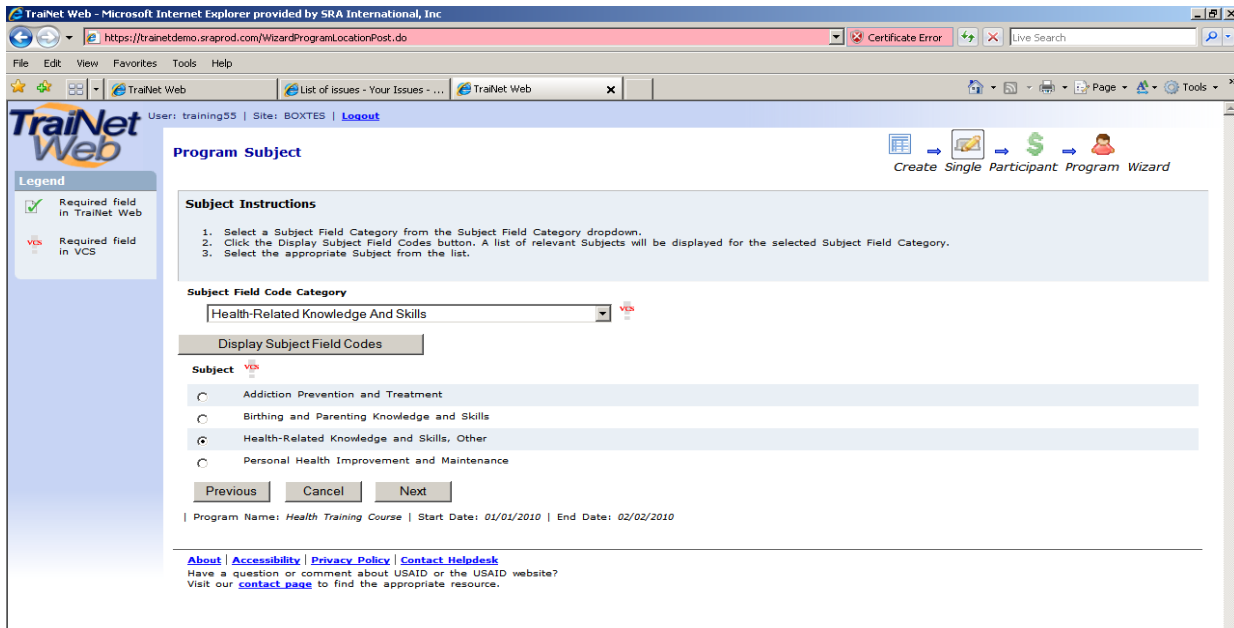 TraiNet Web - Microsoft Internet Explorer provided by SRA International, Inc
https://trainetdemo.sraprod.com/WizardProgramLocationPost.do
Certificate Error
Live Search
File Edit View Favorites Tools Help
TraiNet Web
List of issues - Your Issues - ...
TraiNet Web
Page
Tools
TraiNet Web
User: training55 | Site: BOXTES | Logout
Program Subject
Create Single Participant Program Wizard
Legend
Required field in TraiNet Web
VCS
Required field in VCS
Subject Instructions
1. Select a Subject Field Category from the Subject Field Category dropdown.
2. Click the Display Subject Field Codes button. A list of relevant Subjects will be displayed for the selected Subject Field Category.
3. Select the appropriate Subject from the list.
Subject Field Code Category
Health-Related Knowledge And Skills
VCS
Display Subject Field Codes
Subject VCS
Addiction Prevention and Treatment
Birthing and Parenting Knowledge and Skills
Health-Related Knowledge and Skills, Other
Personal Health Improvement and Maintenance
Previous Cancel Next
| Program Name: Health Training Course | Start Date: 01/01/2010 | End Date: 02/02/2010
About | Accessibility | Privacy Policy | Contact Helpdesk
Have a question or comment about USAID or the USAID website?
Visit our contact page to find the appropriate resource.